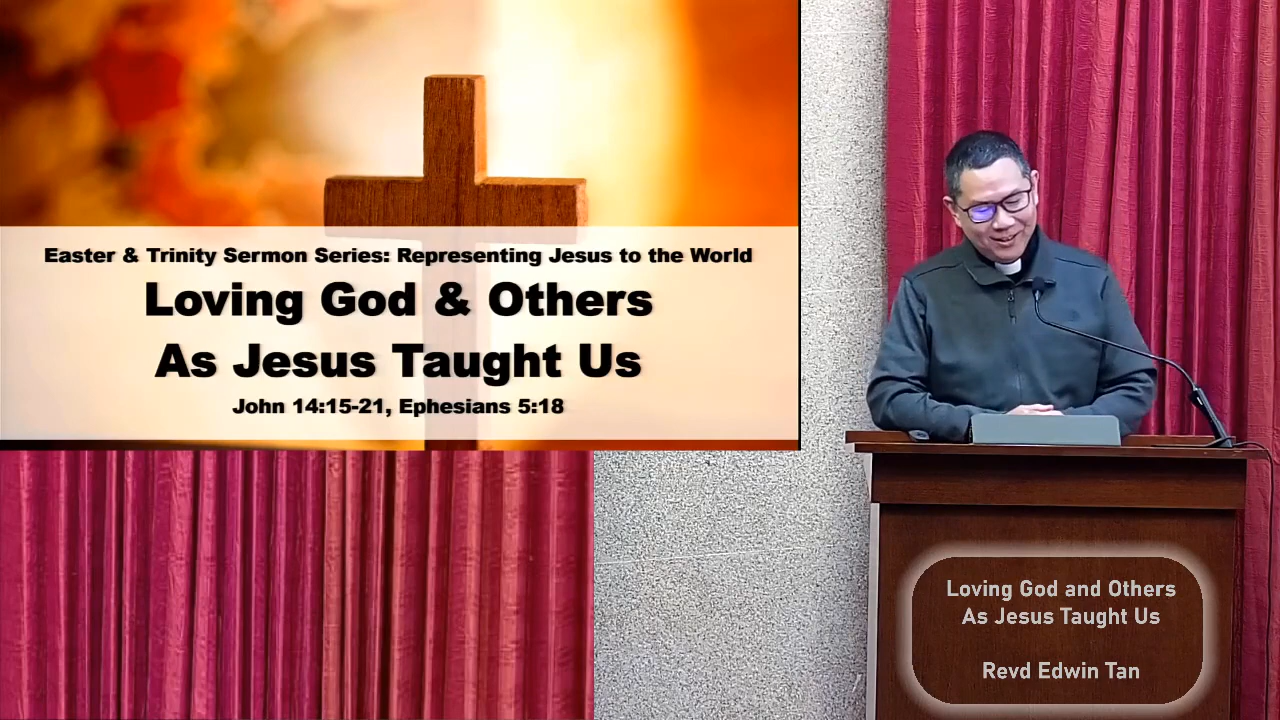 Easter & Trinity Sermon Series: Representing Jesus to the World
Loving God & Others
As Jesus Taught Us
John 14:15-21, Ephesians 5:18
Loving God and Others
As Jesus Taught Us
Revd Edwin Tan